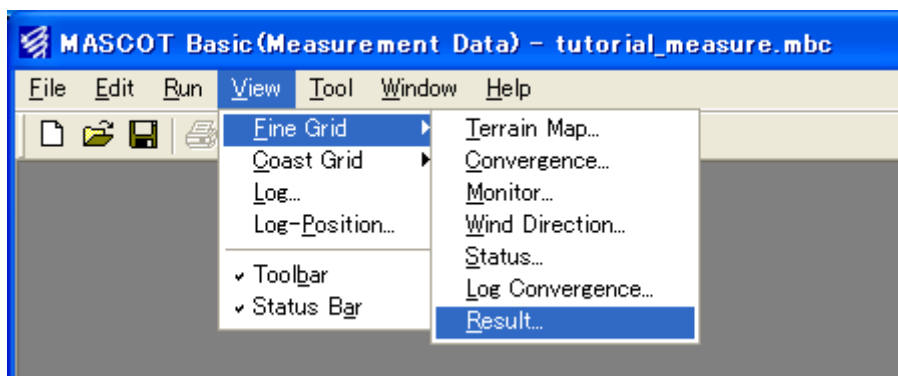 MASCOT Basic(Measurement Data) - tutorial_measure.mbc
File Edit Run View Tool Window Help
Fine Grid
Coast Grid
Log...
Log-Position...
Toolbar
Status Bar
Terrain Map...
Convergence...
Monitor...
Wind Direction...
Status...
Log Convergence...
Result...